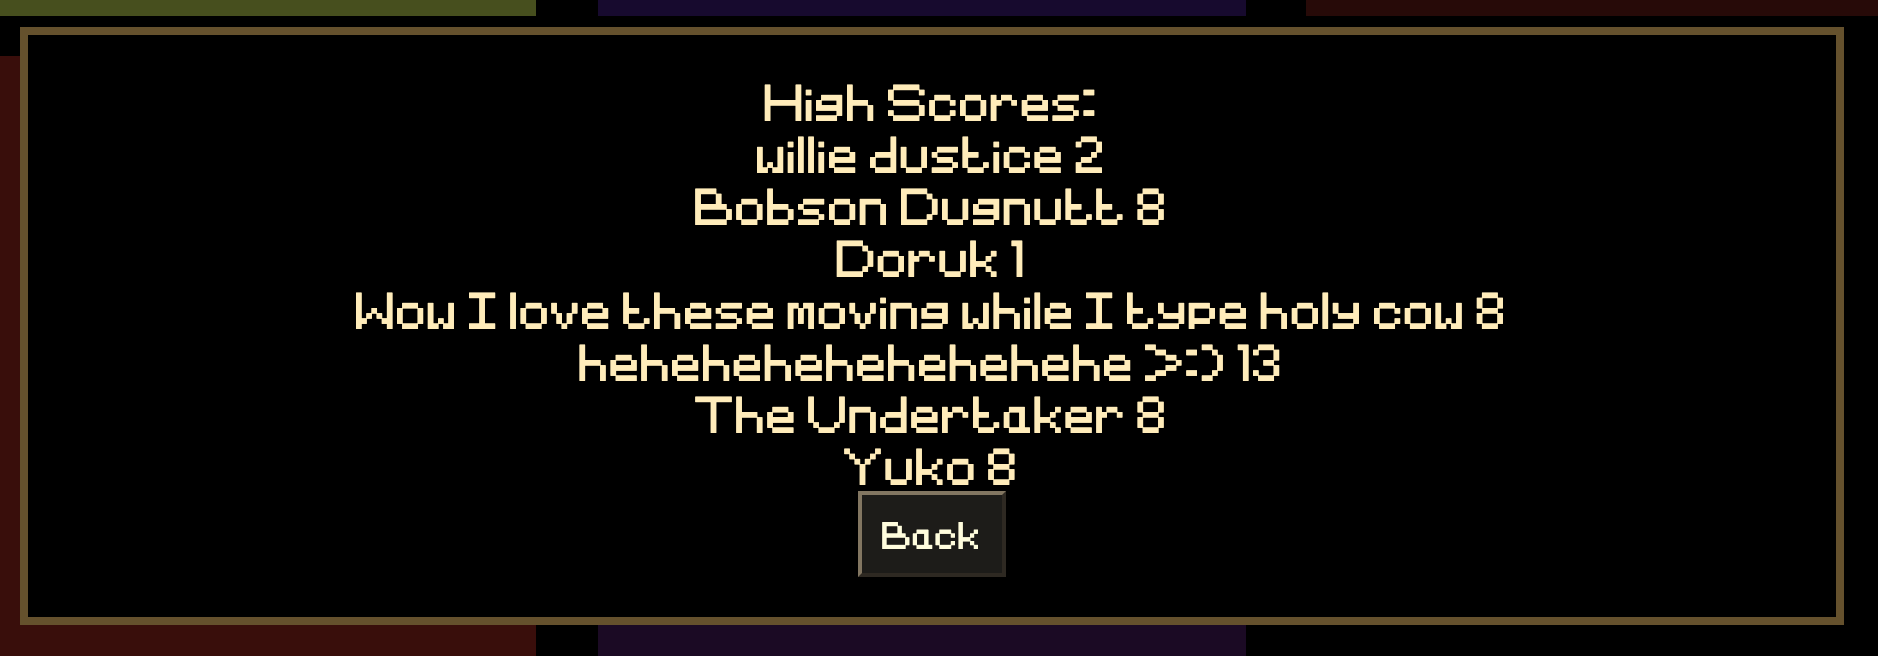 High Scores:
willie dustice 2
Bobson Dugnutt 8
Doruk 1
Wow I love these moving while I type holy cow 8
hehehehehehehehehe >:) 13
The Undertaker 8
Yuko 8
Back